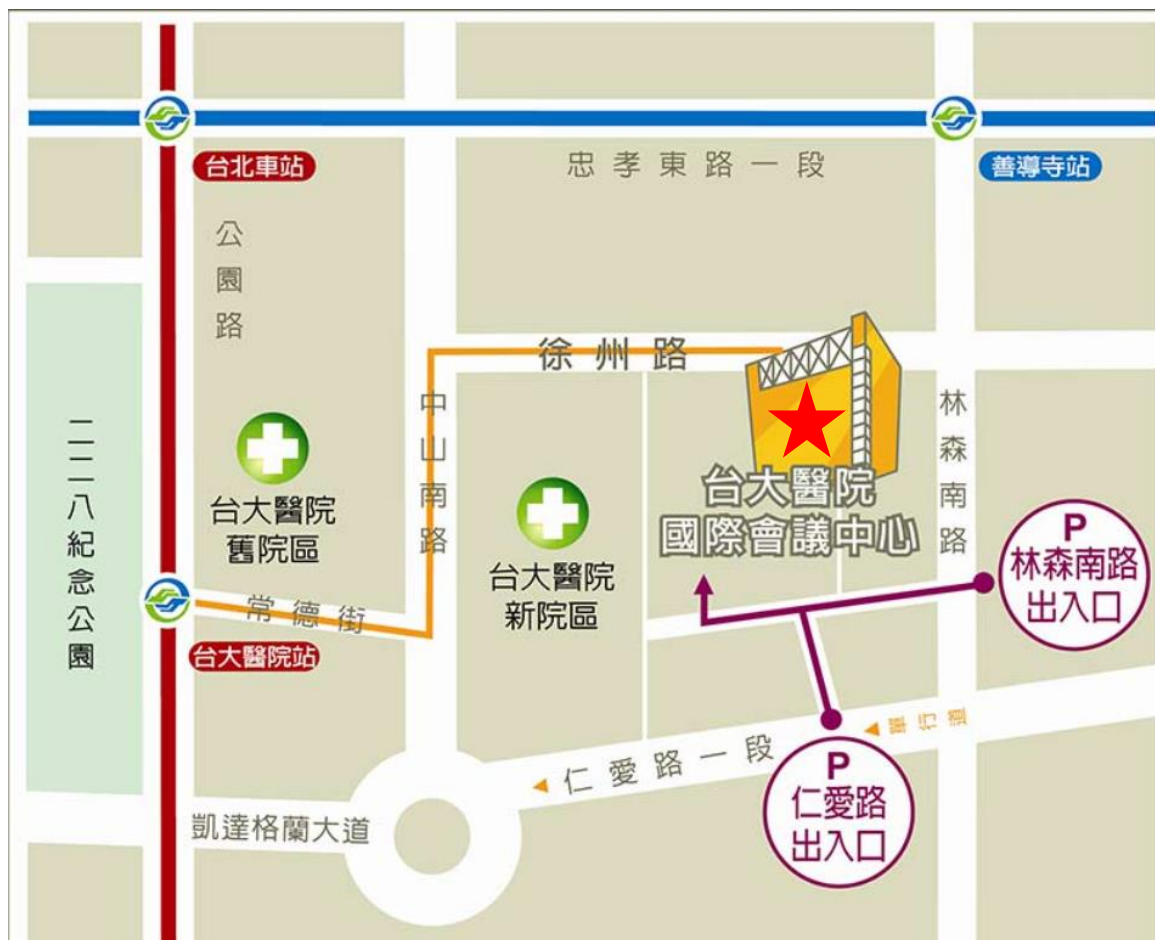 台北車站
忠孝東路一段
善導寺站
公園路
徐州路
中山南路
林森南路
二二八紀念公園
台大醫院
舊院區
台大醫院
新院區
台大醫院
國際會議中心
P
林森南路
出入口
常德街
台大醫院站
單行道
仁愛路一段
P
仁愛路
出入口
凱達格蘭大道